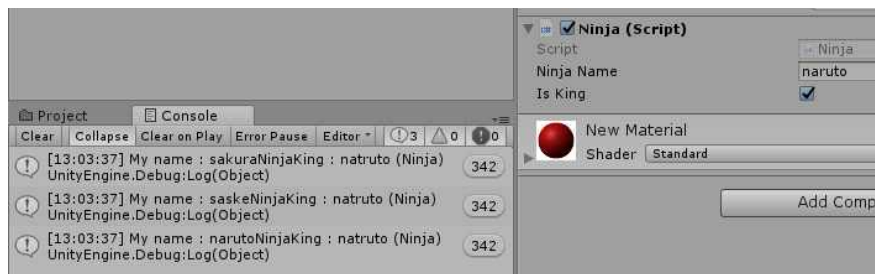 Ninja (Script)
Script Ninja
Ninja Name naruto
Is King
New Material
Shader Standard
Add Comp
Project Console
Clear Collapse Clear on Play Error Pause Editor 3 0 0
[13:03:37] My name : sakuraNinjaKing : natruto (Ninja)
UnityEngine.Debug:Log(Object)
342
[13:03:37] My name : saskeNinjaKing : natruto (Ninja)
UnityEngine.Debug:Log(Object)
342
[13:03:37] My name : narutoNinjaKing : natruto (Ninja)
UnityEngine.Debug:Log(Object)
342